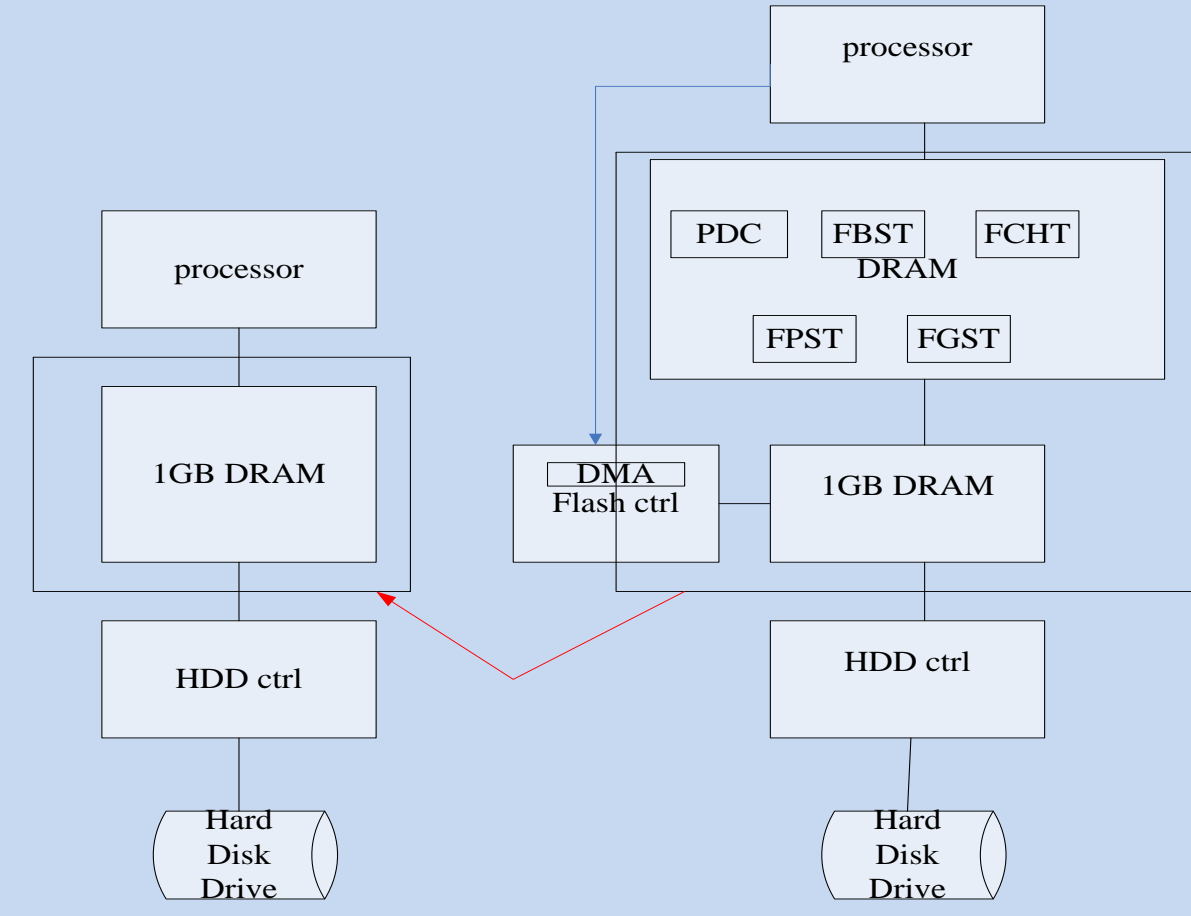 processor
1GB DRAM
HDD ctrl
Hard
Disk
Drive
processor
PDC
FBST
FCHT
DRAM
FPST
FGST
DMA
Flash ctrl
1GB DRAM
HDD ctrl
Hard
Disk
Drive